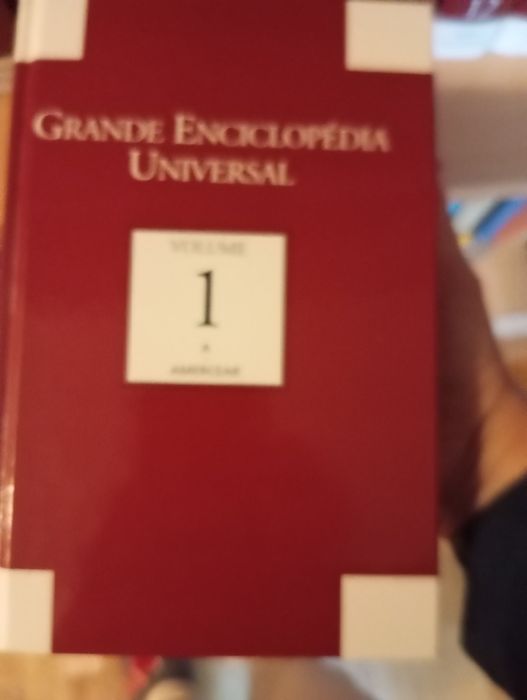 GRANDE ENCICLOPÉDIA
UNIVERSAL
VOLUME
1
A